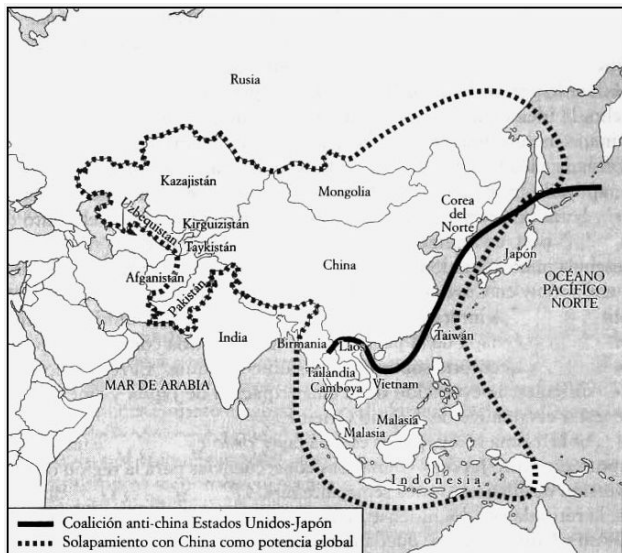 Rusia
Kazajistán
Mongolia
Uzbequistán
Kirguizistán
Taykistán
Corea
del
Norte
Japón
China
Afganistán
Pakistán
OCÉANO
PACÍFICO
NORTE
India
Birmania
Lao
Taiwán
MAR DE ARABIA
Tailandia
Camboya
Vietnam
Malasia
Malasia
Indonesia
Coalición anti-china Estados Unidos-Japón
Solapamiento con China como potencia global